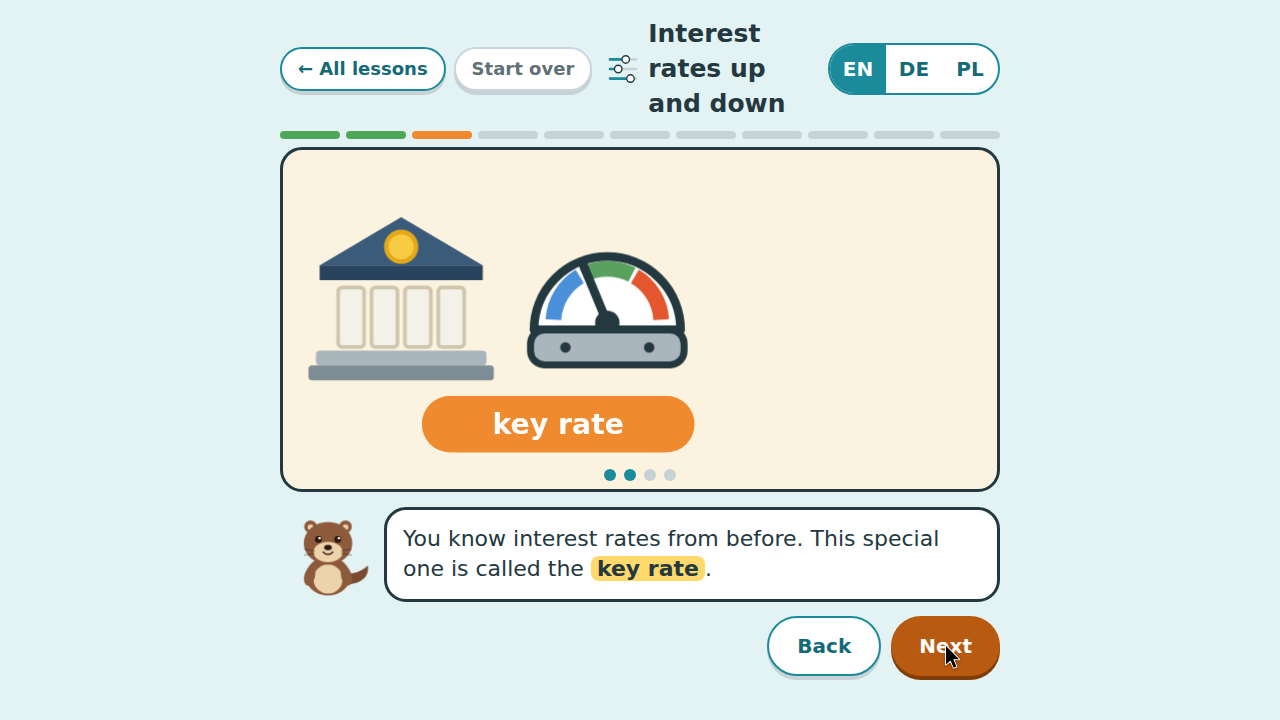 ← All lessons
Start over
Interest
rates up
and down
EN
DE
PL
key rate
You know interest rates from before. This special
one is called the key rate.
Back
Next